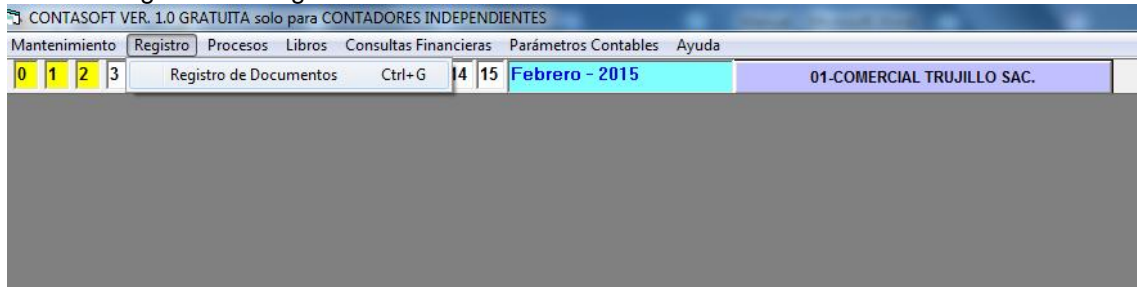 CONTASOFT VER. 1.0 GRATUITA solo para CONTADORES INDEPENDIENTES
Mantenimiento Registro Procesos Libros Consultas Financieras Parámetros Contables Ayuda
0 1 2 3 Registro de Documentos Ctrl+G 14 15 Febrero - 2015 01-COMERCIAL TRUJILLO SAC.